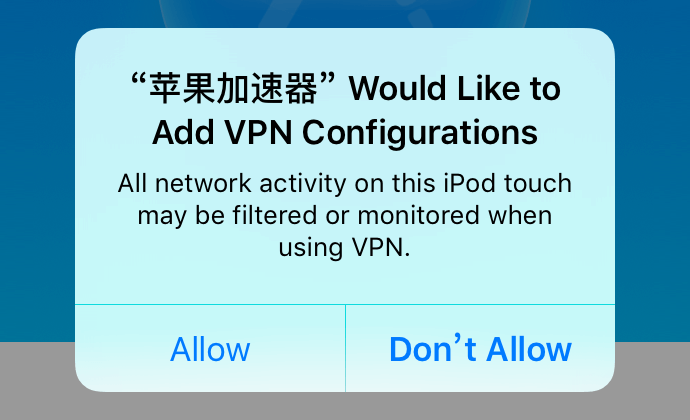 “苹果加速器” Would Like to
Add VPN Configurations
All network activity on this iPod touch
may be filtered or monitored when
using VPN.
Allow
Don’t Allow